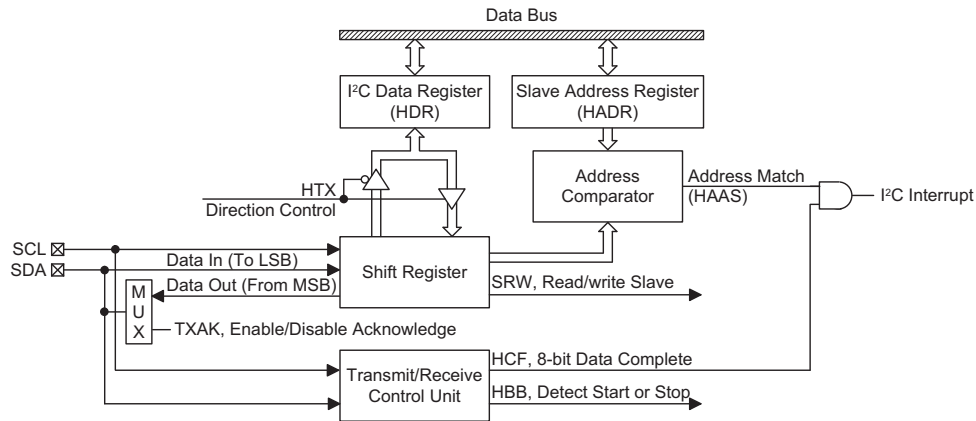 Data Bus
I²C Data Register
(HDR)
Slave Address Register
(HADR)
HTX
Direction Control
Address
Comparator
Address Match
(HAAS)
I²C Interrupt
SCL
SDA
Data In (To LSB)
Shift Register
Data Out (From MSB)
SRW, Read/write Slave
M
U
X
TXAK, Enable/Disable Acknowledge
Transmit/Receive
Control Unit
HCF, 8-bit Data Complete
HBB, Detect Start or Stop